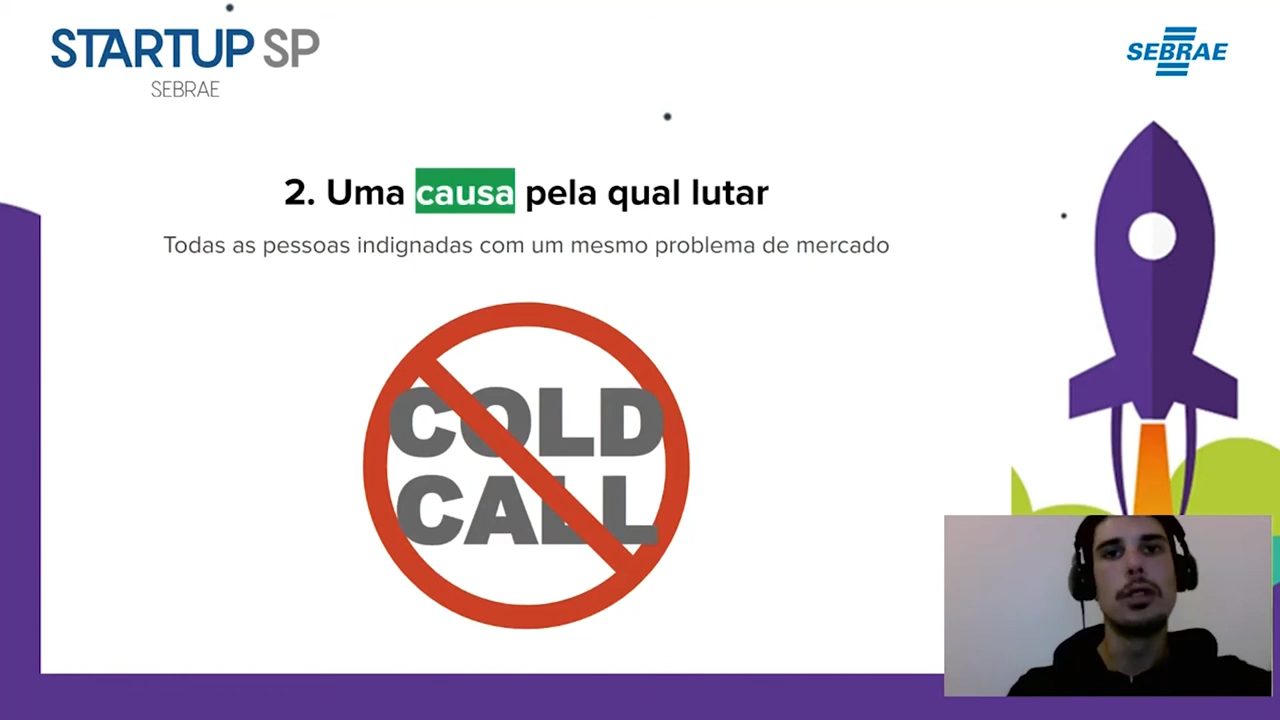 STARTUP SP
SEBRAE
SEBRAE
2. Uma causa pela qual lutar
Todas as pessoas indignadas com um mesmo problema de mercado
COLD
CALL